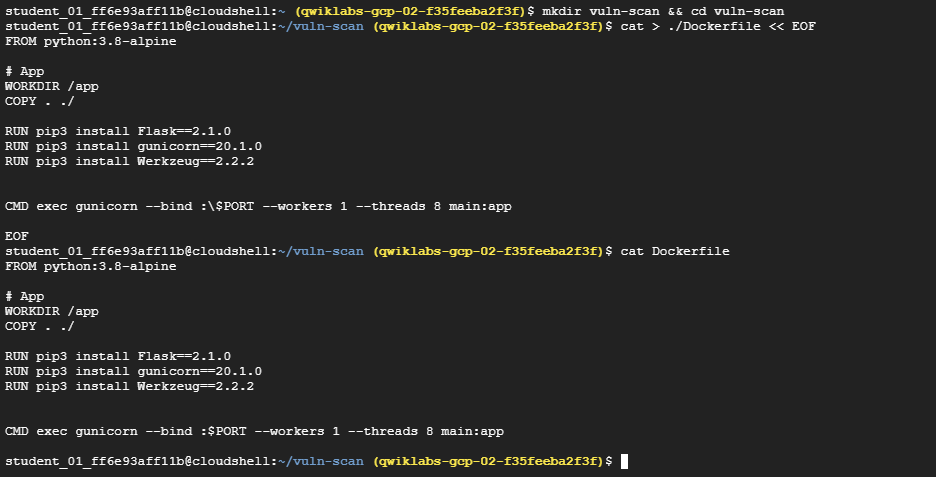 student_01_ff6e93aff11b@cloudshell:~ (qwiklabs-gcp-02-f35feeba2f3f)$ mkdir vuln-scan && cd vuln-scan
student_01_ff6e93aff11b@cloudshell:~/vuln-scan (qwiklabs-gcp-02-f35feeba2f3f)$ cat > ./Dockerfile << EOF
FROM python:3.8-alpine
# App
WORKDIR /app
COPY . ./
RUN pip3 install Flask==2.1.0
RUN pip3 install gunicorn==20.1.0
RUN pip3 install Werkzeug==2.2.2
CMD exec gunicorn --bind :\$PORT --workers 1 --threads 8 main:app
EOF
student_01_ff6e93aff11b@cloudshell:~/vuln-scan (qwiklabs-gcp-02-f35feeba2f3f)$ cat Dockerfile
FROM python:3.8-alpine
# App
WORKDIR /app
COPY . ./
RUN pip3 install Flask==2.1.0
RUN pip3 install gunicorn==20.1.0
RUN pip3 install Werkzeug==2.2.2
CMD exec gunicorn --bind :$PORT --workers 1 --threads 8 main:app
student_01_ff6e93aff11b@cloudshell:~/vuln-scan (qwiklabs-gcp-02-f35feeba2f3f)$